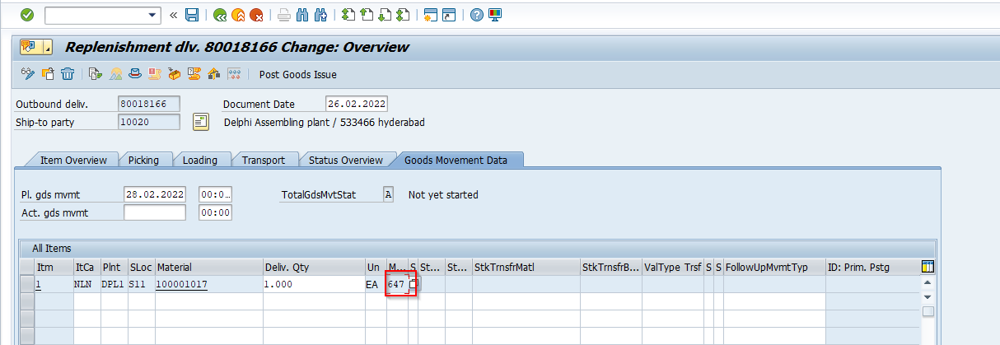 Replenishment dlv. 80018166 Change: Overview
Post Goods Issue
Outbound deliv. 80018166 Document Date 26.02.2022
Ship-to party 10020 Delphi Assembling plant / 533466 hyderabad
Item Overview Picking Loading Transport Status Overview Goods Movement Data
Pl. gds mvmt 28.02.2022 00:0... TotalGdsMvtStat A Not yet started
Act. gds mvmt 00:00
All Items
Itm ItCa Plnt SLoc Material Deliv. Qty Un M... S St... St... StkTrnsfrMatl StkTrnsfrB... ValType Trsf S S FollowUpMvmtTyp ID: Prim. Pstg
1 NLN DPL1 S11 100001017 1.000 EA 647